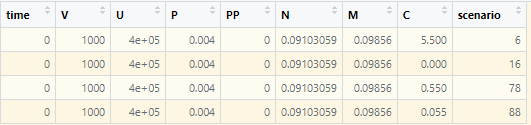 time V U P PP N M C scenario
0 1000 4e+05 0.004 0 0.09103059 0.09856 5.500 6
0 1000 4e+05 0.004 0 0.09103059 0.09856 0.000 16
0 1000 4e+05 0.004 0 0.09103059 0.09856 0.550 78
0 1000 4e+05 0.004 0 0.09103059 0.09856 0.055 88